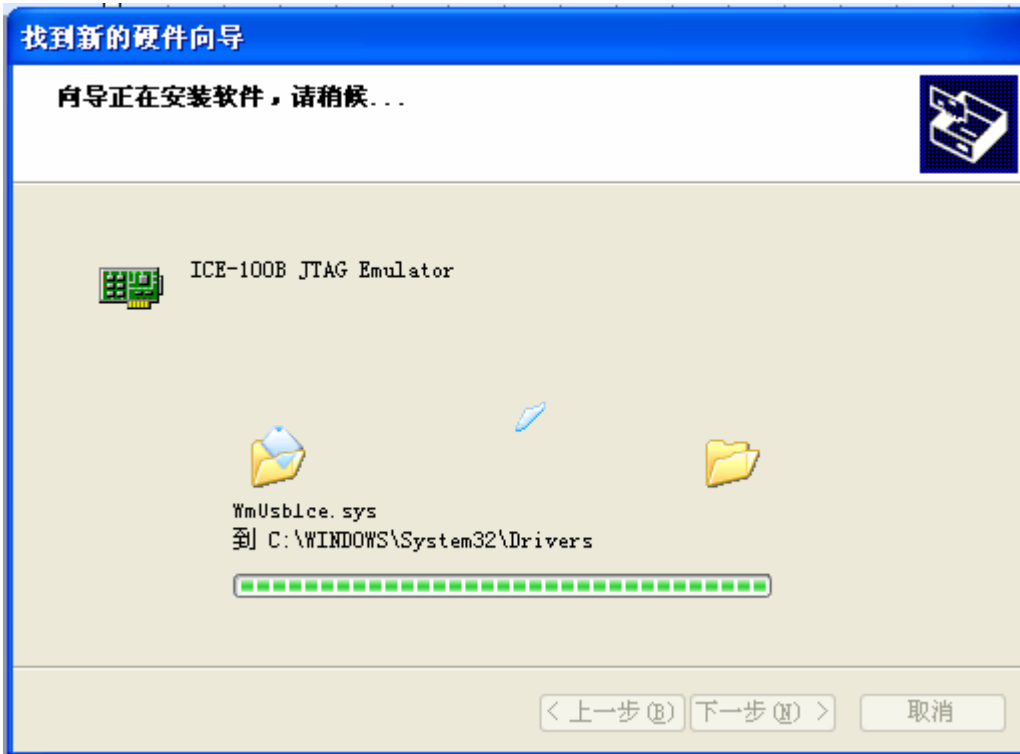 找到新的硬件向导
向导正在安装软件，请稍候...
ICE-100B JTAG Emulator
WmUsbIce.sys
到 C:\WINDOWS\System32\Drivers
< 上一步(B)
下一步(N) >
取消